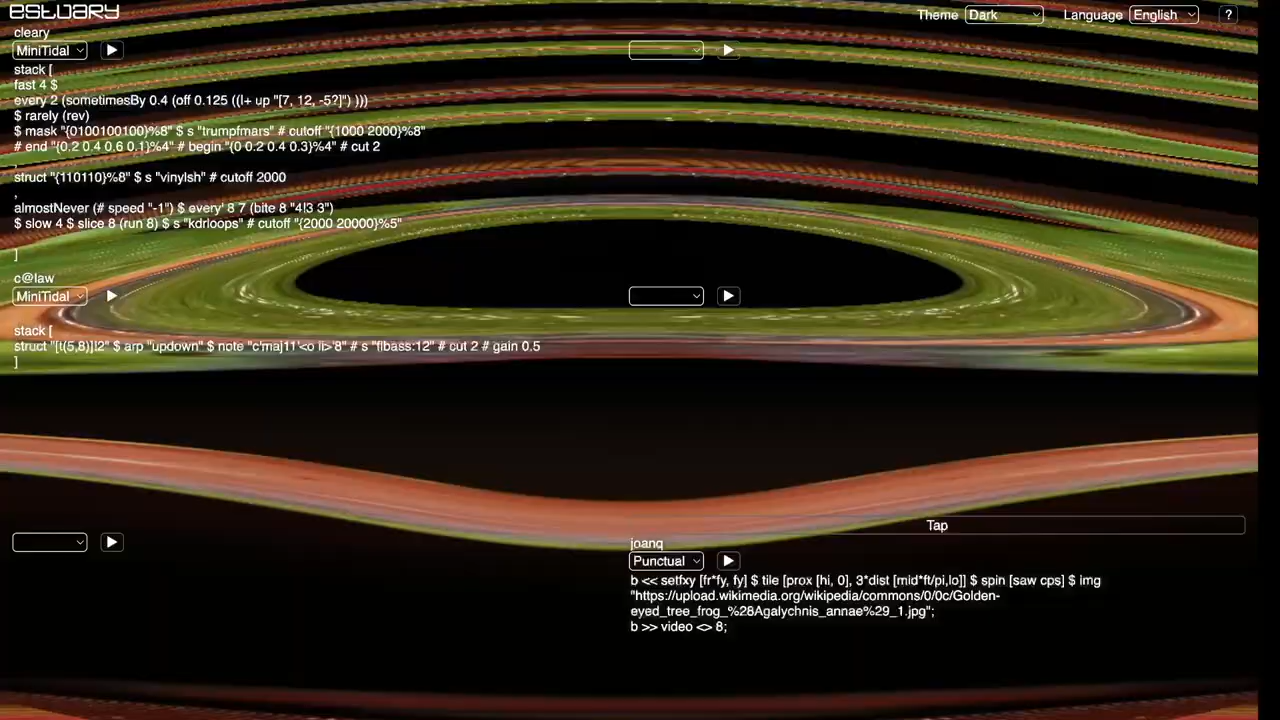 estuary
Theme Dark Language English ?
cleary
MiniTidal
stack [
fast 4 $
every 2 (sometimesBy 0.4 (off 0.125 ((|+ up "[7, 12, -5?]") )))
$ rarely (rev)
$ mask "{0100100100}%8" $ s "trumpfmars" # cutoff "{1000 2000}%8"
# end "{0.2 0.4 0.6 0.1}%4" # begin "{0 0.2 0.4 0.3}%4" # cut 2
,
struct "{110110}%8" $ s "vinylsh" # cutoff 2000
,
almostNever (# speed "-1") $ every' 8 7 (bite 8 "4!3 3")
$ slow 4 $ slice 8 (run 8) $ s "kdrloops" # cutoff "{2000 20000}%5"
]
c@law
MiniTidal
stack [
struct "[t(5,8)]!2" $ arp "updown" $ note "c'maj11'<o ii>'8" # s "flbass:12" # cut 2 # gain 0.5
]
Tap
joanq
Punctual
b << setfxy [fr*fy, fy] $ tile [prox [hi, 0], 3*dist [mid*ft/pi,lo]] $ spin [saw cps] $ img
"https://upload.wikimedia.org/wikipedia/commons/0/0c/Golden-
eyed_tree_frog_%28Agalychnis_annae%29_1.jpg";
b >> video <> 8;